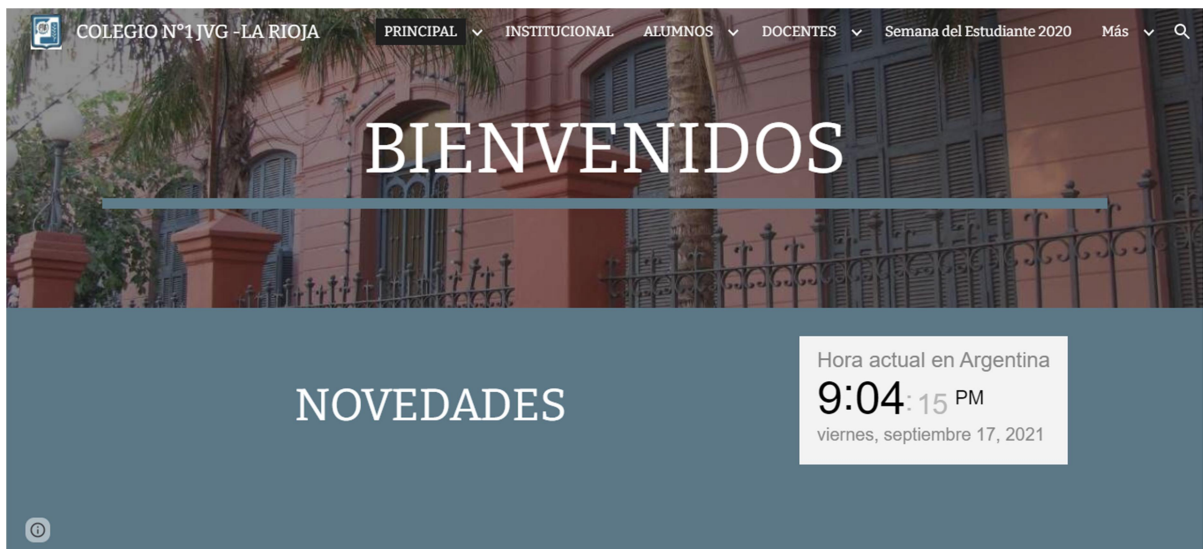 COLEGIO N°1 JVG -LA RIOJA
PRINCIPAL
INSTITUCIONAL
ALUMNOS
DOCENTES
Semana del Estudiante 2020
Más
BIENVENIDOS
NOVEDADES
Hora actual en Argentina
9:04:15 PM
viernes, septiembre 17, 2021